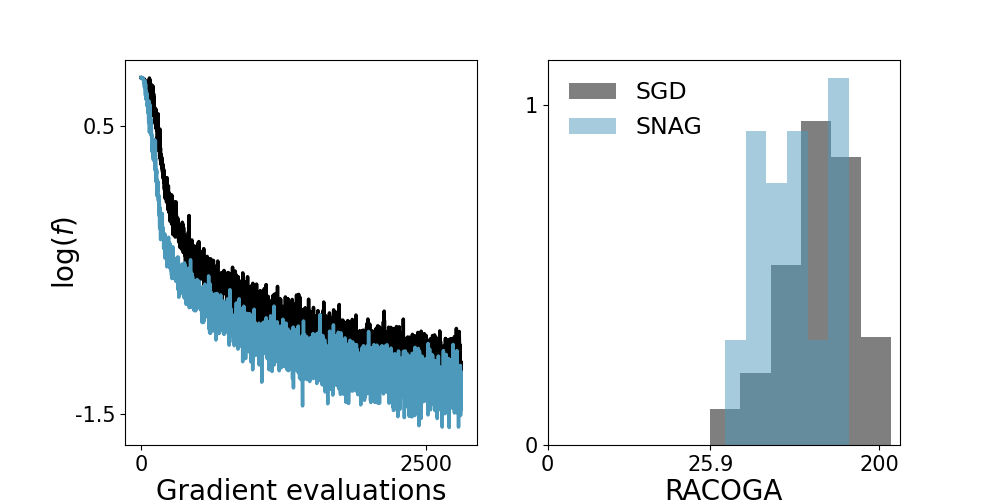 0.5
-1.5
log(f)
0
2500
Gradient evaluations
SGD
SNAG
1
0
0
25.9
200
RACOGA